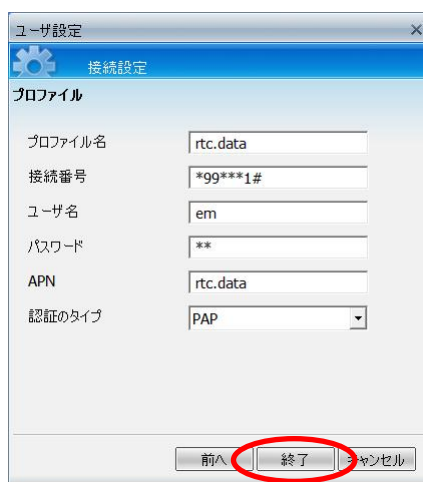 ユーザ設定
接続設定
プロファイル
プロファイル名 rtc.data
接続番号 *99***1#
ユーザ名 em
パスワード **
APN rtc.data
認証のタイプ PAP
前へ 終了 キャンセル